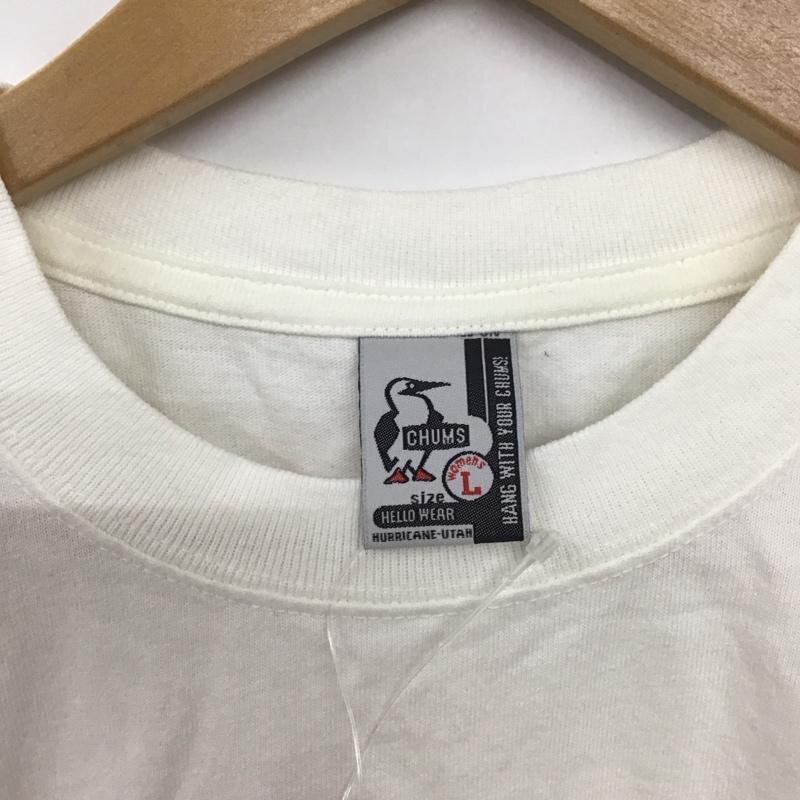 CHUMS
womens
L
size
HELLO WEAR
HURRICANE-UTAH
HANG WITH YOUR CHUMS!